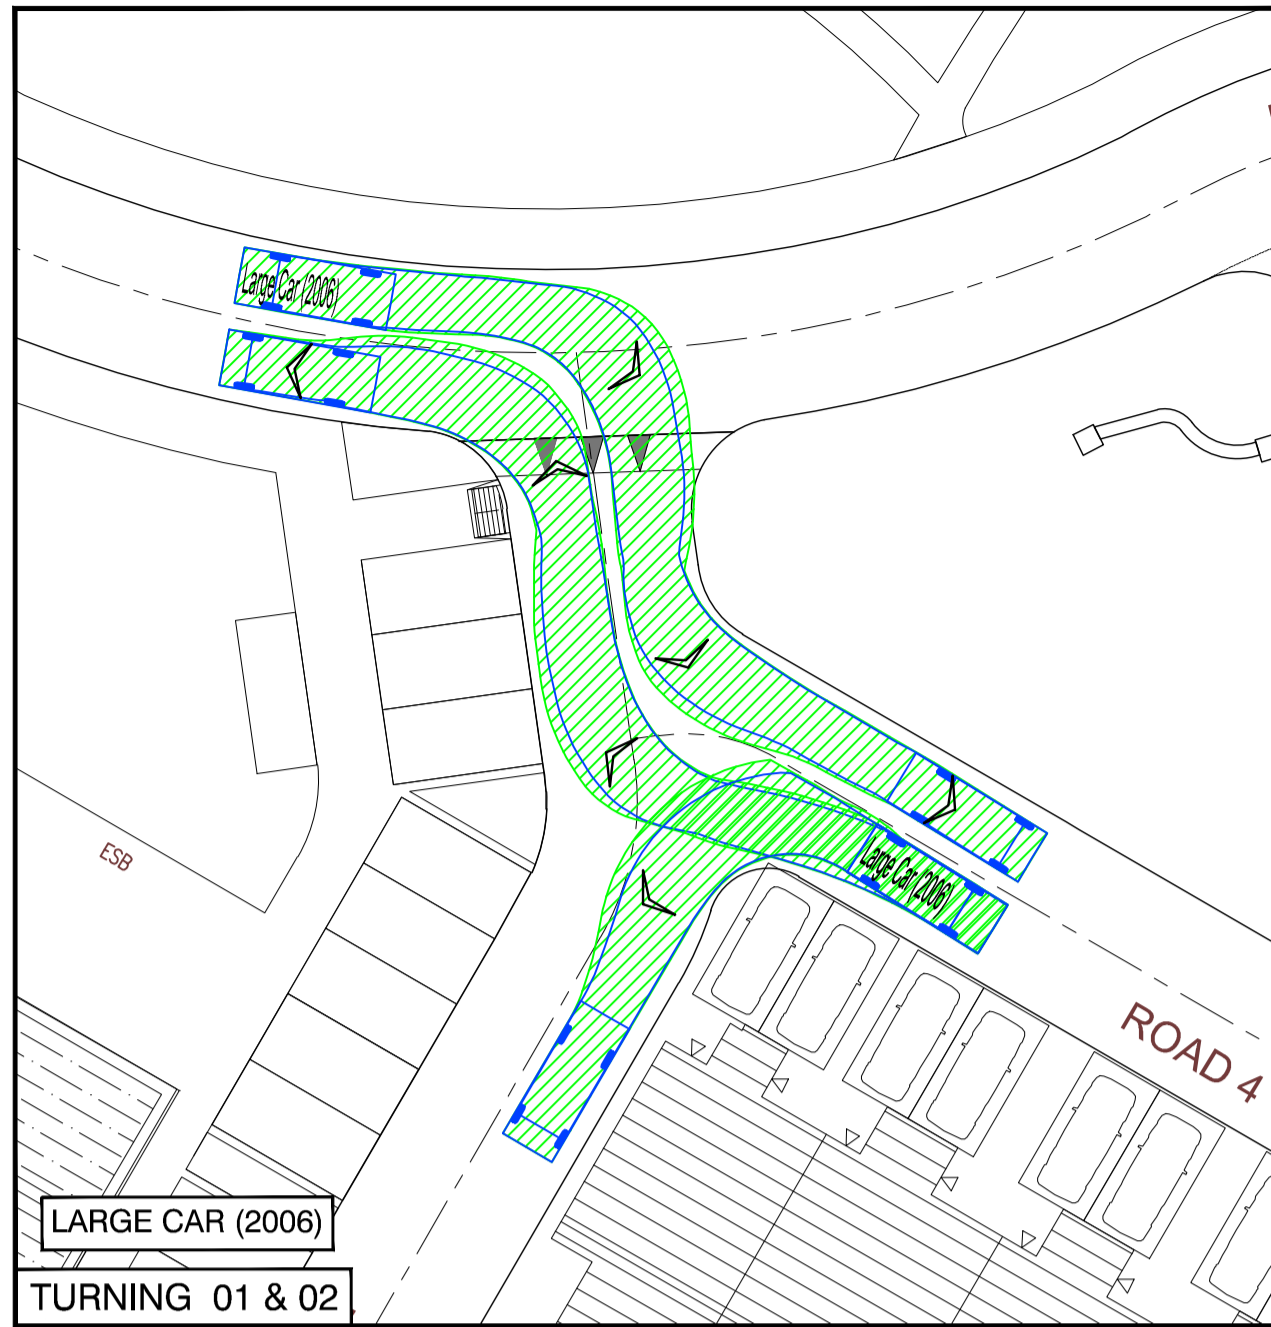 Large Car (2006)
ESB
Large Car (2006)
ROAD 4
LARGE CAR (2006)
TURNING 01 & 02